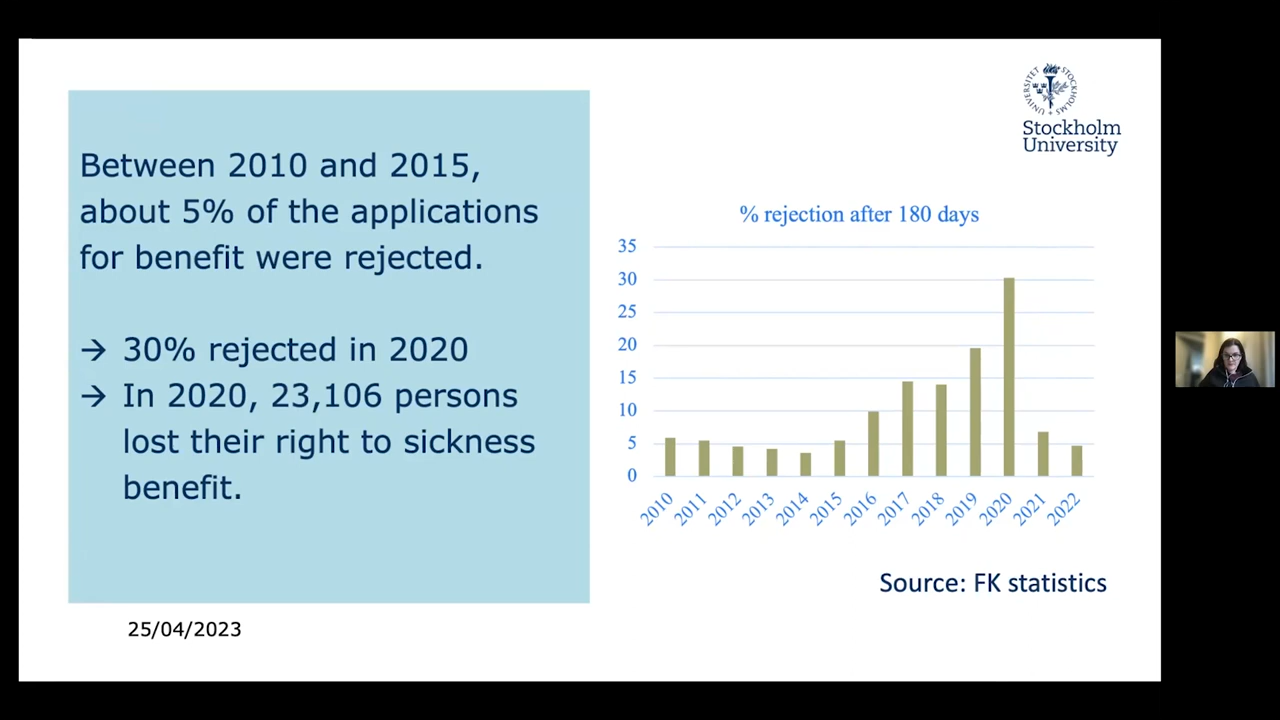 Between 2010 and 2015,
about 5% of the applications
for benefit were rejected.
→ 30% rejected in 2020
→ In 2020, 23,106 persons
lost their right to sickness
benefit.
25/04/2023
STOCKHOLMS UNIVERSITET
Stockholm
University
% rejection after 180 days
35
30
25
20
15
10
5
0
2010 2011 2012 2013 2014 2015 2016 2017 2018 2019 2020 2021 2022
Source: FK statistics